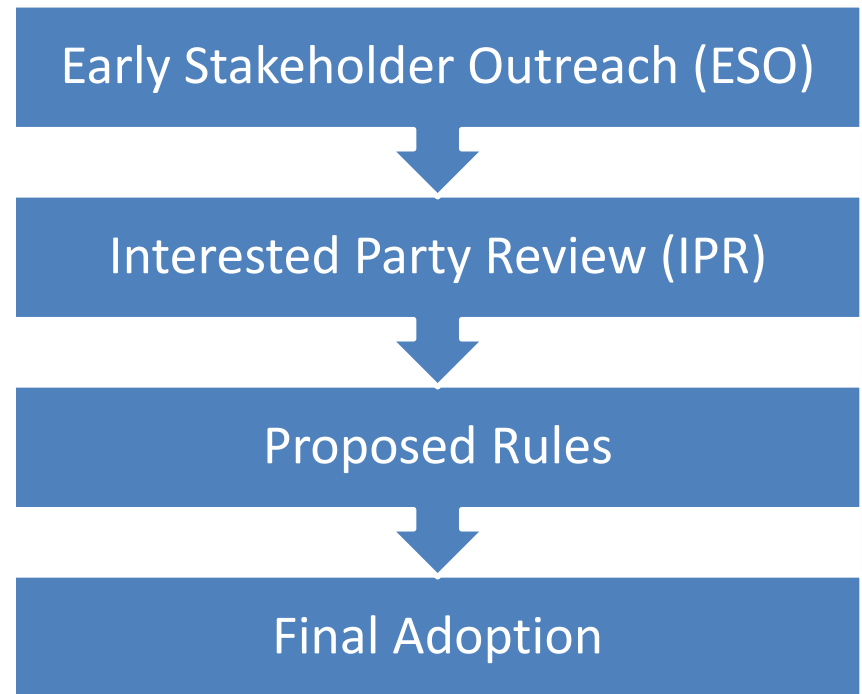 Early Stakeholder Outreach (ESO)
Interested Party Review (IPR)
Proposed Rules
Final Adoption